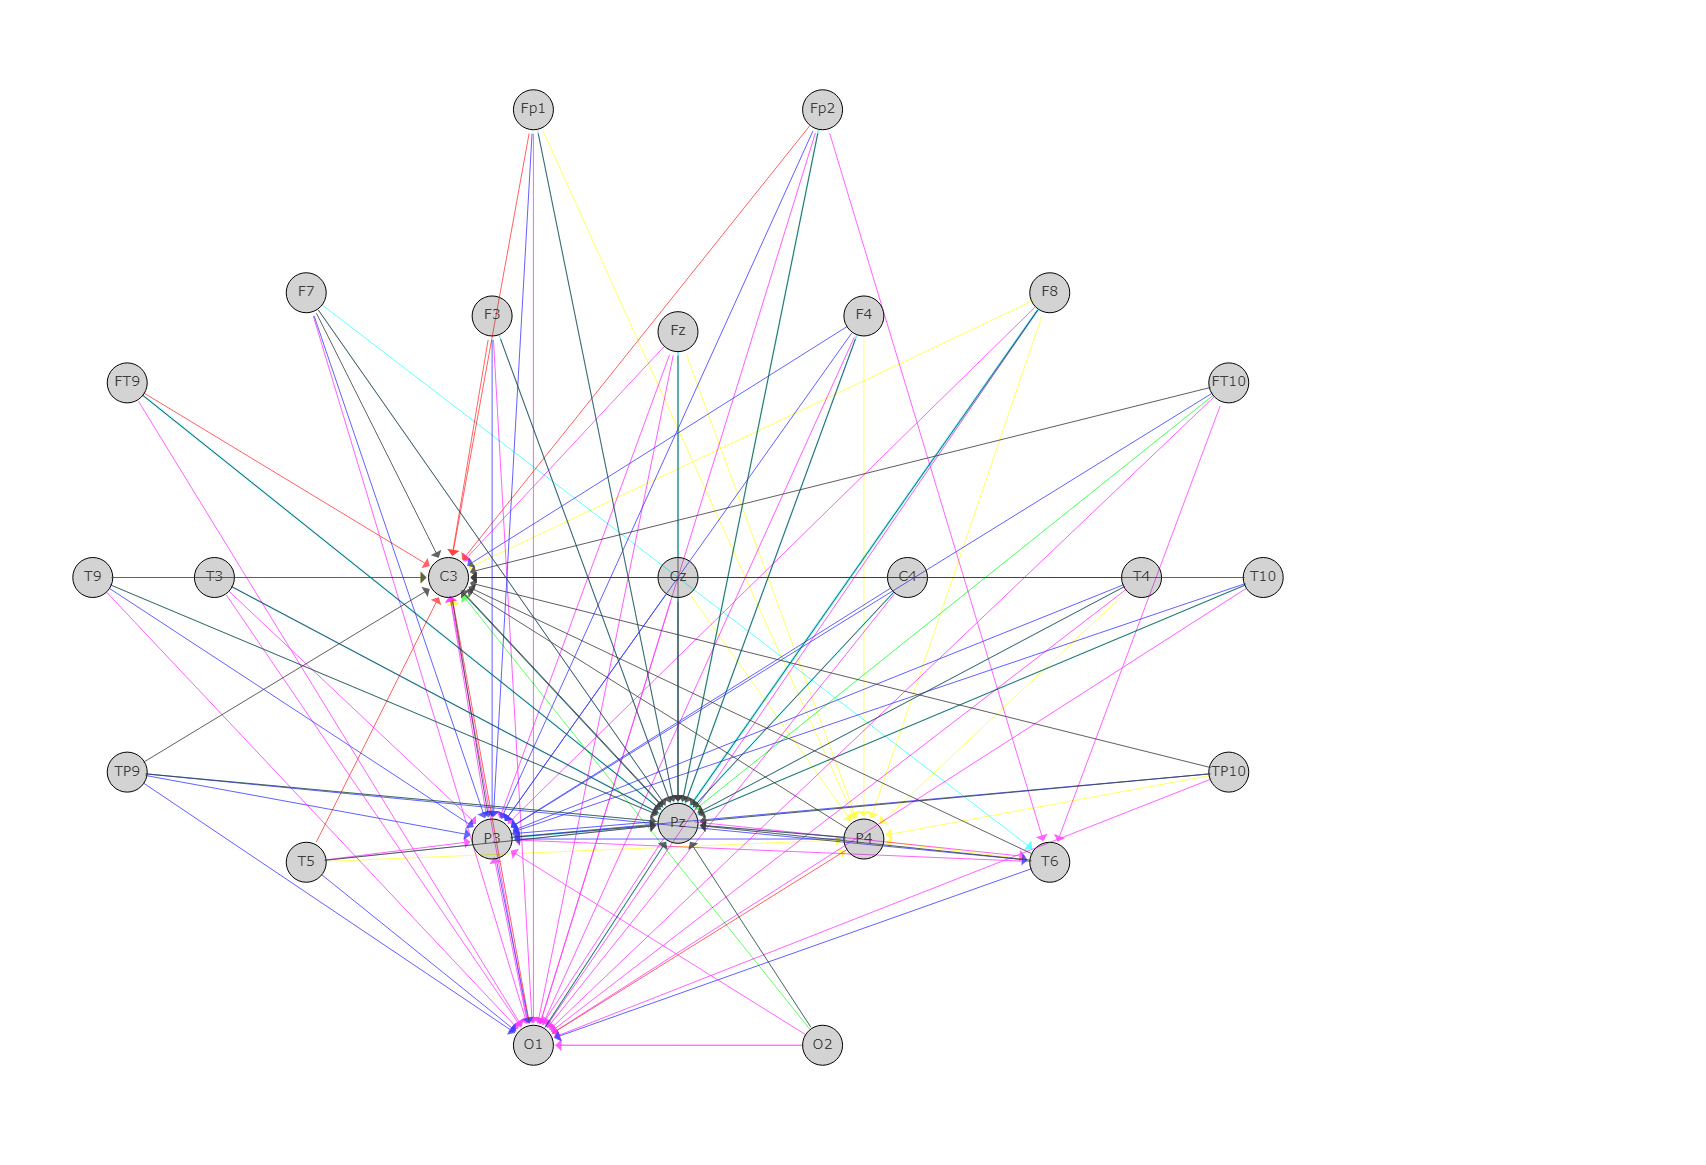 Fp1 Fp2
F7 F3 Fz F4 F8
FT9 FT10
T9 T3 C3 Cz C4 T4 T10
TP9 TP10
T5 P3 Pz P4 T6
O1 O2